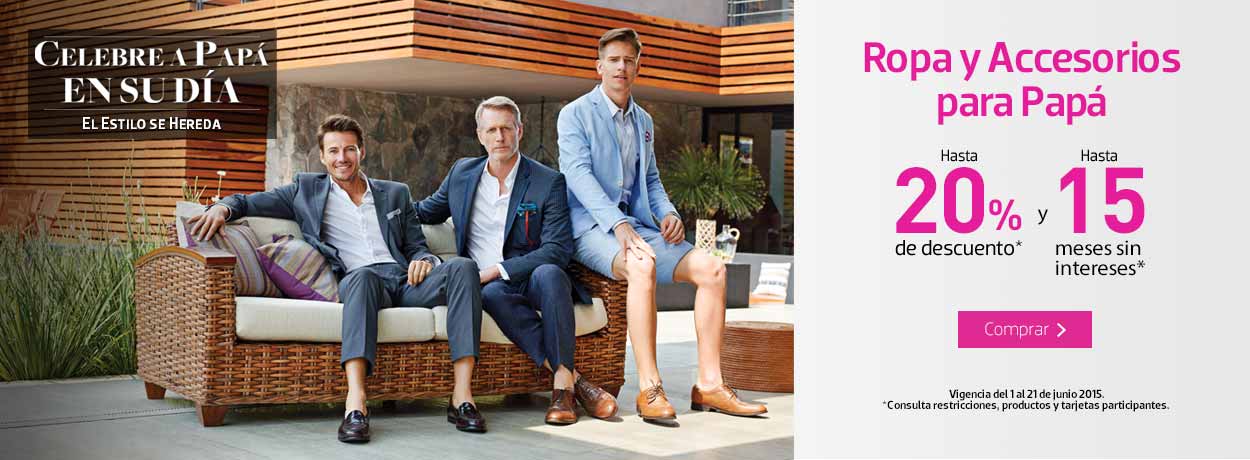 CELEBRE A PAPÁ
EN SU DÍA
EL ESTILO SE HEREDA
Ropa y Accesorios
para Papá
Hasta
20%
de descuento*
y
Hasta
15
meses sin
intereses*
Comprar >
Vigencia del 1 al 21 de junio 2015.
*Consulta restricciones, productos y tarjetas participantes.